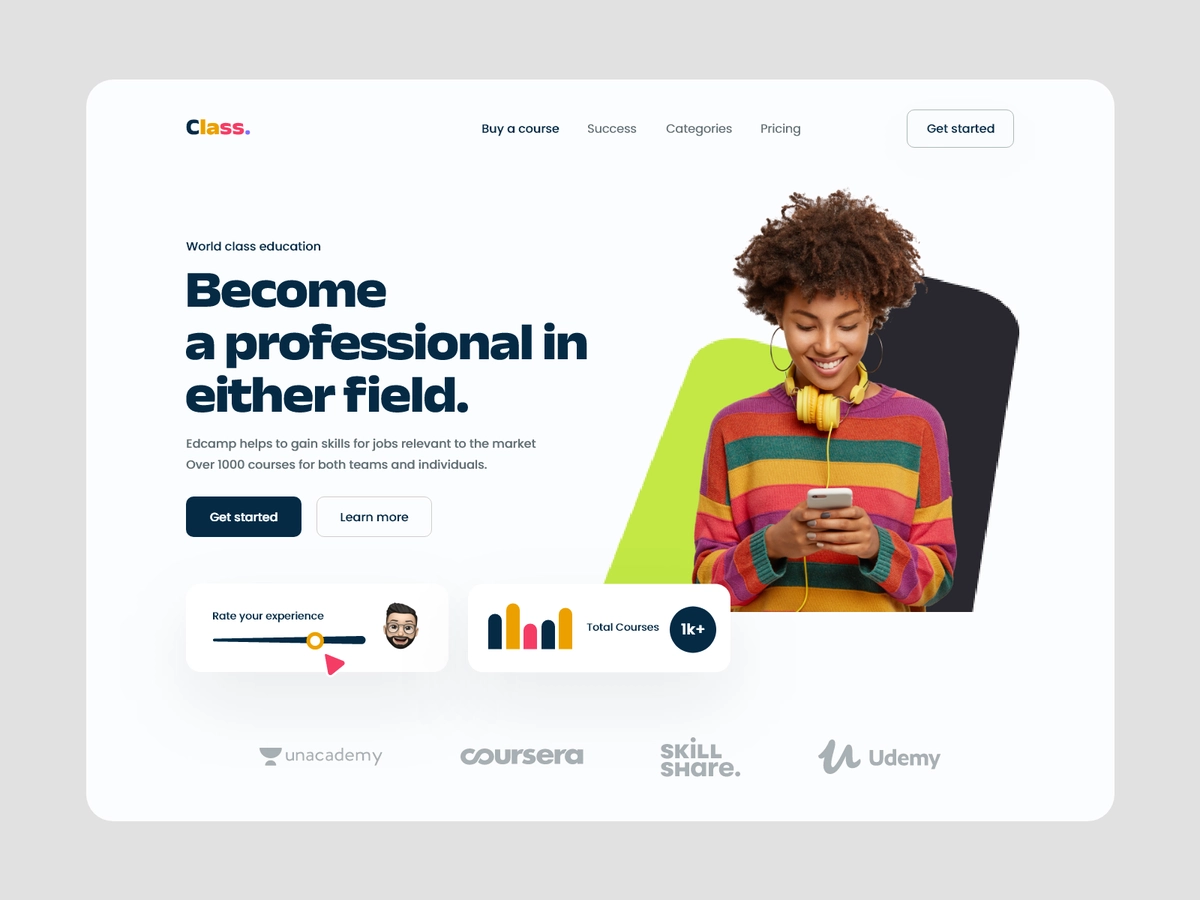 Class.
Buy a course
Success
Categories
Pricing
Get started
World class education
Become
a professional in
either field.
Edcamp helps to gain skills for jobs relevant to the market
Over 1000 courses for both teams and individuals.
Get started
Learn more
Rate your experience
Total Courses
1k+
unacademy
coursera
SKiLL
SHare.
Udemy